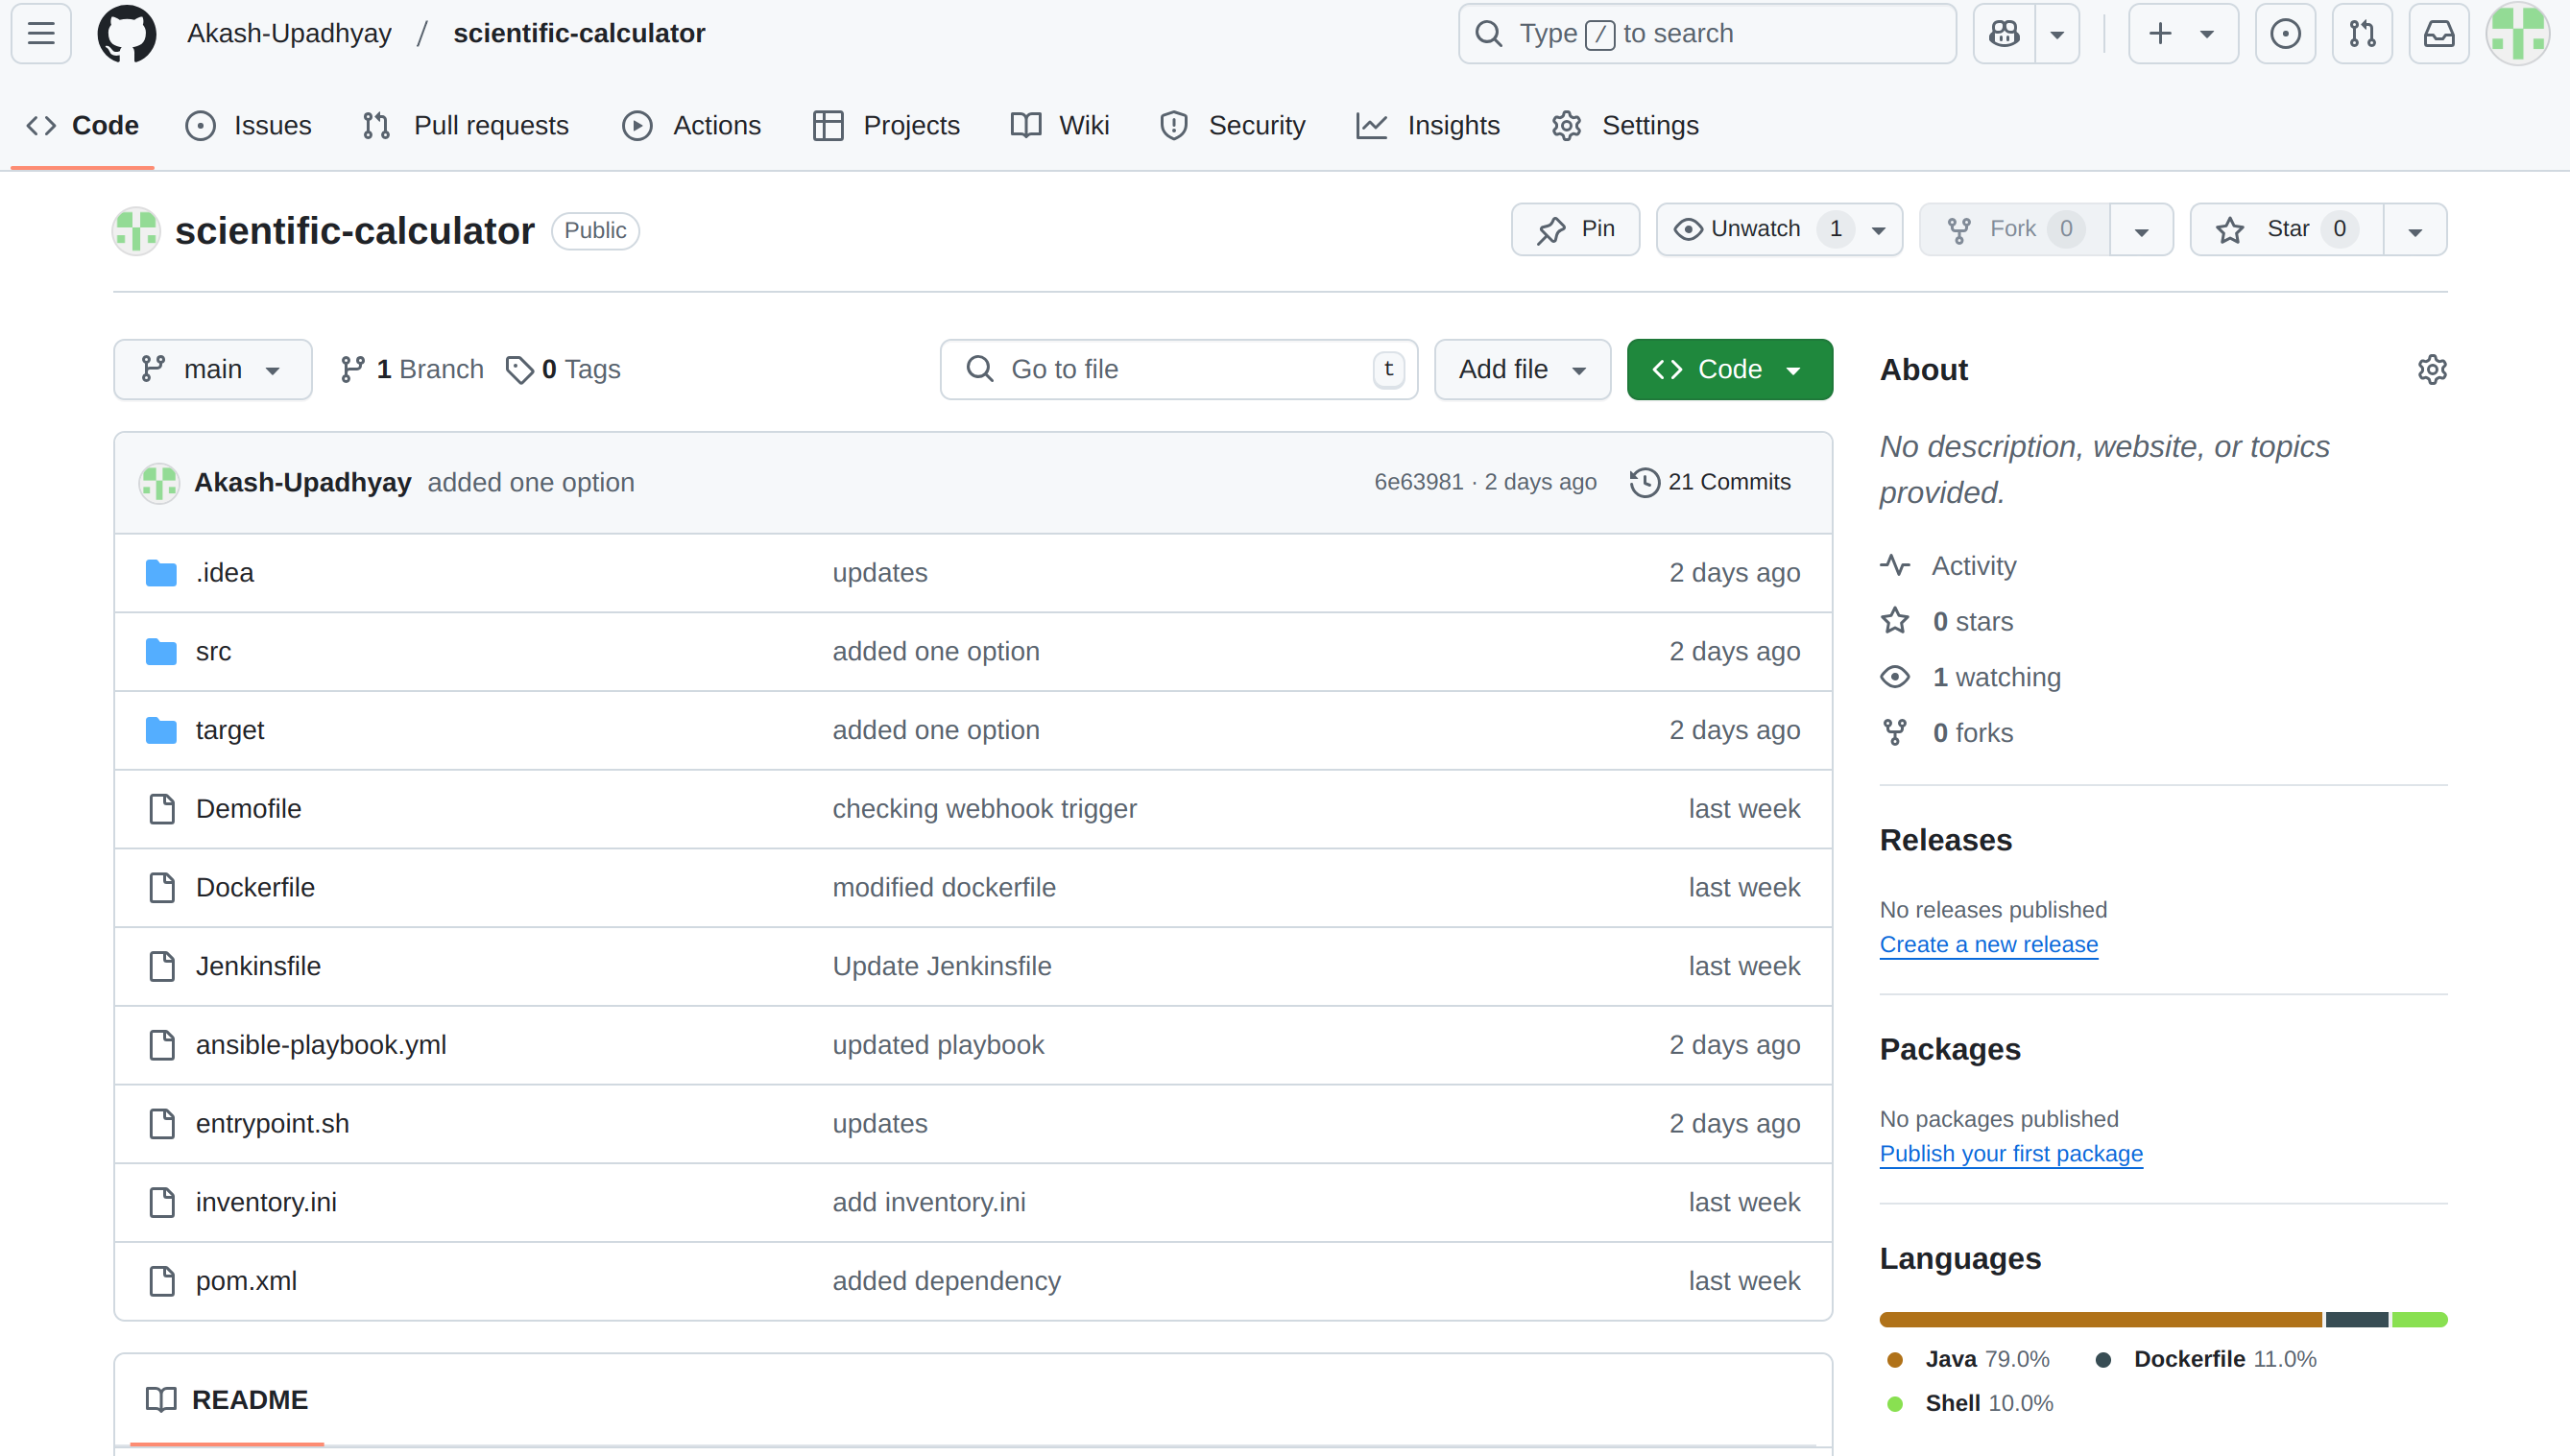 Akash-Upadhyay / scientific-calculator
Type / to search
Code Issues Pull requests Actions Projects Wiki Security Insights Settings
scientific-calculator Public
Pin Unwatch 1 Fork 0 Star 0
main 1 Branch 0 Tags Go to file t Add file Code
Akash-Upadhyay added one option 6e63981 · 2 days ago 21 Commits
.idea updates 2 days ago
src added one option 2 days ago
target added one option 2 days ago
Demofile checking webhook trigger last week
Dockerfile modified dockerfile last week
Jenkinsfile Update Jenkinsfile last week
ansible-playbook.yml updated playbook 2 days ago
entrypoint.sh updates 2 days ago
inventory.ini add inventory.ini last week
pom.xml added dependency last week
README
About
No description, website, or topics
provided.
Activity
0 stars
1 watching
0 forks
Releases
No releases published
Create a new release
Packages
No packages published
Publish your first package
Languages
Java 79.0% Dockerfile 11.0%
Shell 10.0%